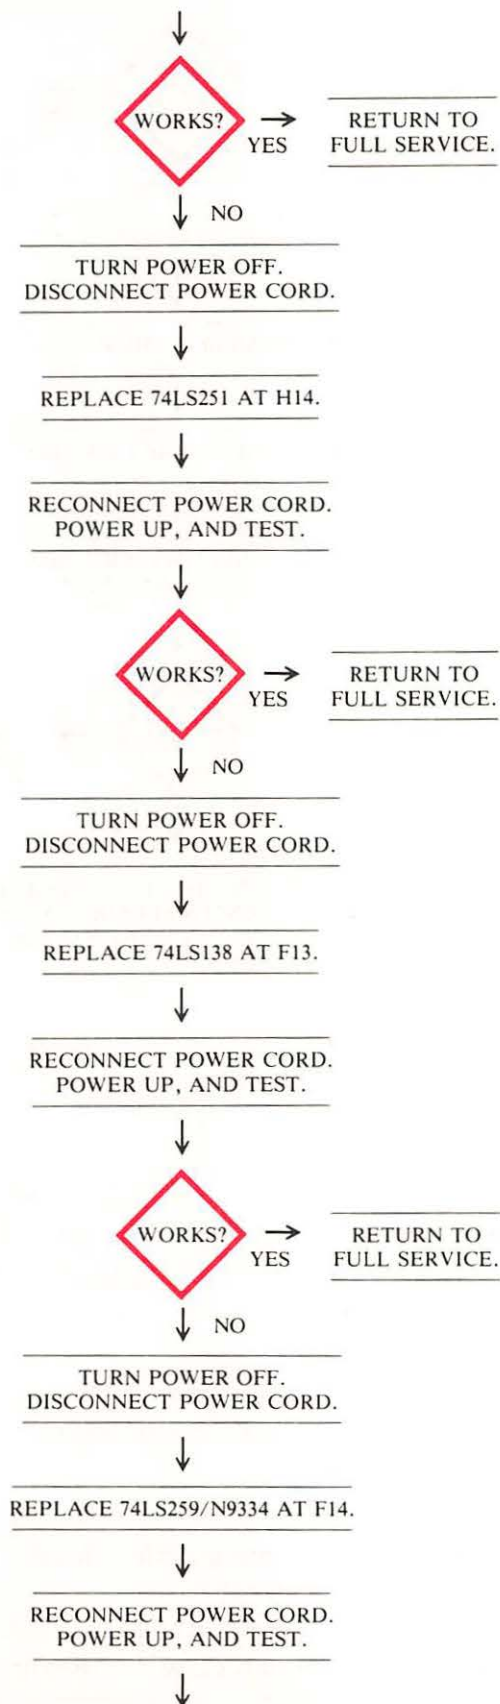 WORKS?
YES
RETURN TO
FULL SERVICE.
NO
TURN POWER OFF.
DISCONNECT POWER CORD.
REPLACE 74LS251 AT H14.
RECONNECT POWER CORD.
POWER UP, AND TEST.
WORKS?
YES
RETURN TO
FULL SERVICE.
NO
TURN POWER OFF.
DISCONNECT POWER CORD.
REPLACE 74LS138 AT F13.
RECONNECT POWER CORD.
POWER UP, AND TEST.
WORKS?
YES
RETURN TO
FULL SERVICE.
NO
TURN POWER OFF.
DISCONNECT POWER CORD.
REPLACE 74LS259/N9334 AT F14.
RECONNECT POWER CORD.
POWER UP, AND TEST.